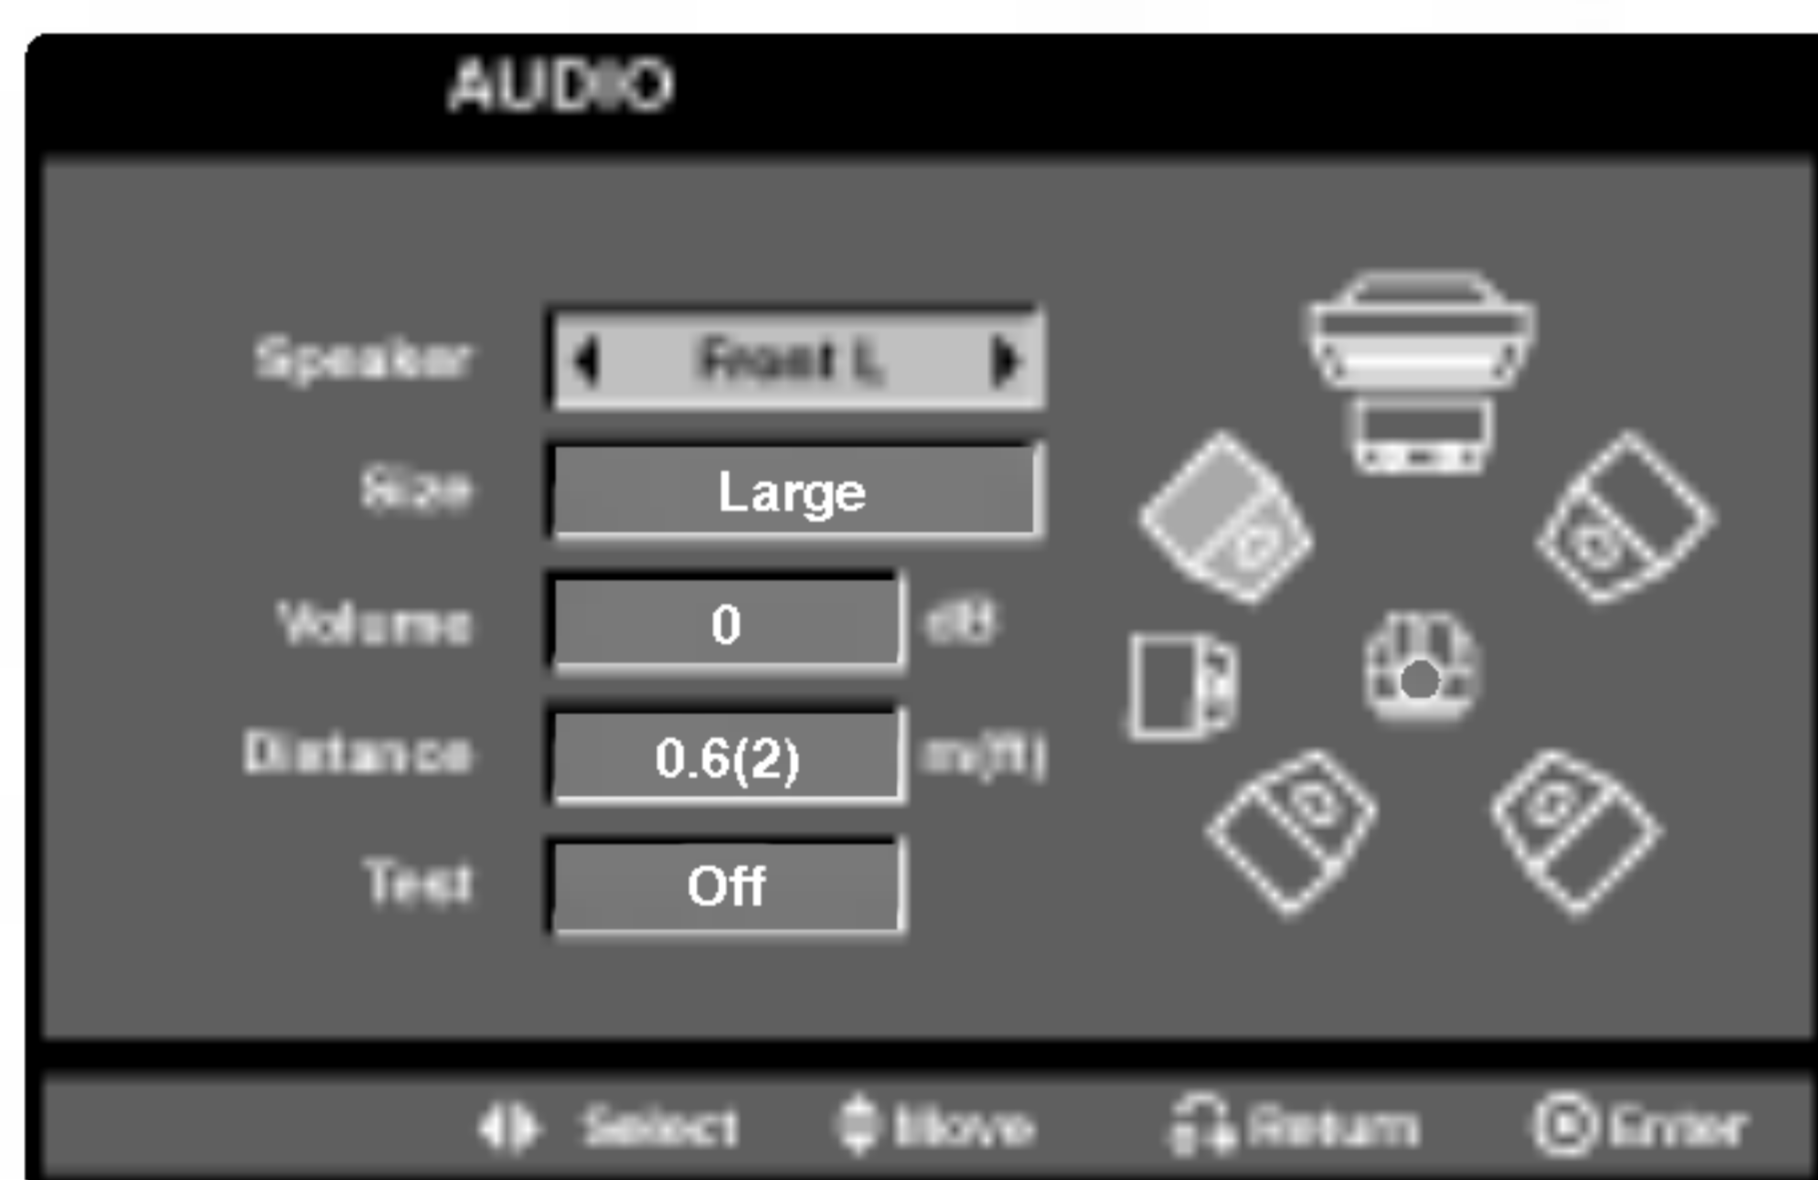 AUDIO
Speaker Front L
Size Large
Volume 0 dB
Distance 0.6(2) m(ft)
Test Off
Select Move Return Enter